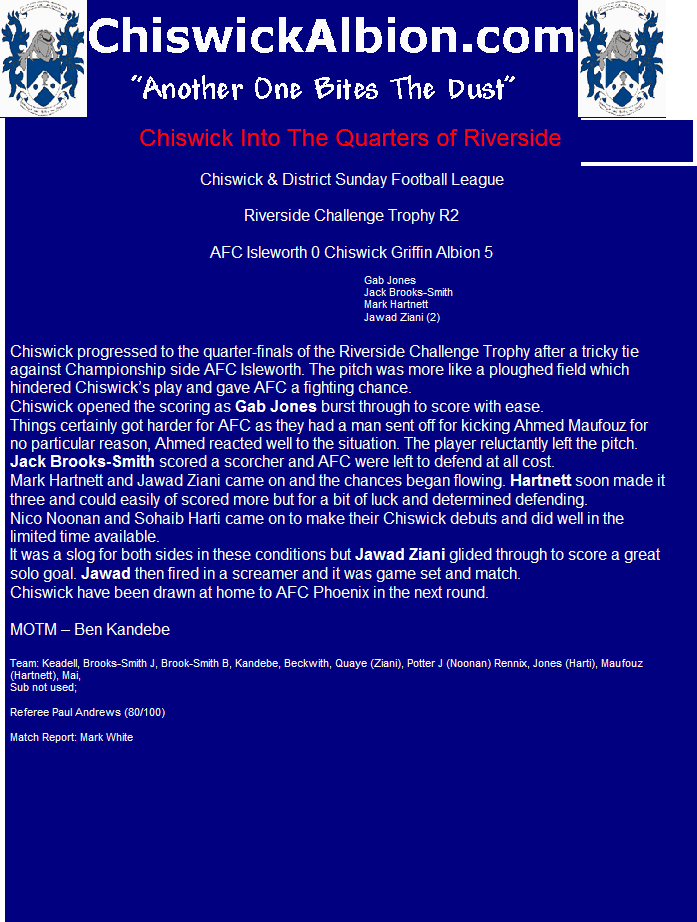 ChiswickAlbion.com
“Another One Bites The Dust”
Chiswick Into The Quarters of Riverside
Chiswick & District Sunday Football League
Riverside Challenge Trophy R2
AFC Isleworth 0 Chiswick Griffin Albion 5
Gab Jones
Jack Brooks-Smith
Mark Hartnett
Jawad Ziani (2)
Chiswick progressed to the quarter-finals of the Riverside Challenge Trophy after a tricky tie
against Championship side AFC Isleworth. The pitch was more like a ploughed field which
hindered Chiswick’s play and gave AFC a fighting chance.
Chiswick opened the scoring as Gab Jones burst through to score with ease.
Things certainly got harder for AFC as they had a man sent off for kicking Ahmed Maufouz for
no particular reason, Ahmed reacted well to the situation. The player reluctantly left the pitch.
Jack Brooks-Smith scored a scorcher and AFC were left to defend at all cost.
Mark Hartnett and Jawad Ziani came on and the chances began flowing. Hartnett soon made it
three and could easily of scored more but for a bit of luck and determined defending.
Nico Noonan and Sohaib Harti came on to make their Chiswick debuts and did well in the
limited time available.
It was a slog for both sides in these conditions but Jawad Ziani glided through to score a great
solo goal. Jawad then fired in a screamer and it was game set and match.
Chiswick have been drawn at home to AFC Phoenix in the next round.
MOTM – Ben Kandebe
Team: Keadell, Brooks-Smith J, Brook-Smith B, Kandebe, Beckwith, Quaye (Ziani), Potter J (Noonan) Rennix, Jones (Harti), Maufouz
(Hartnett), Mai,
Sub not used;
Referee Paul Andrews (80/100)
Match Report: Mark White